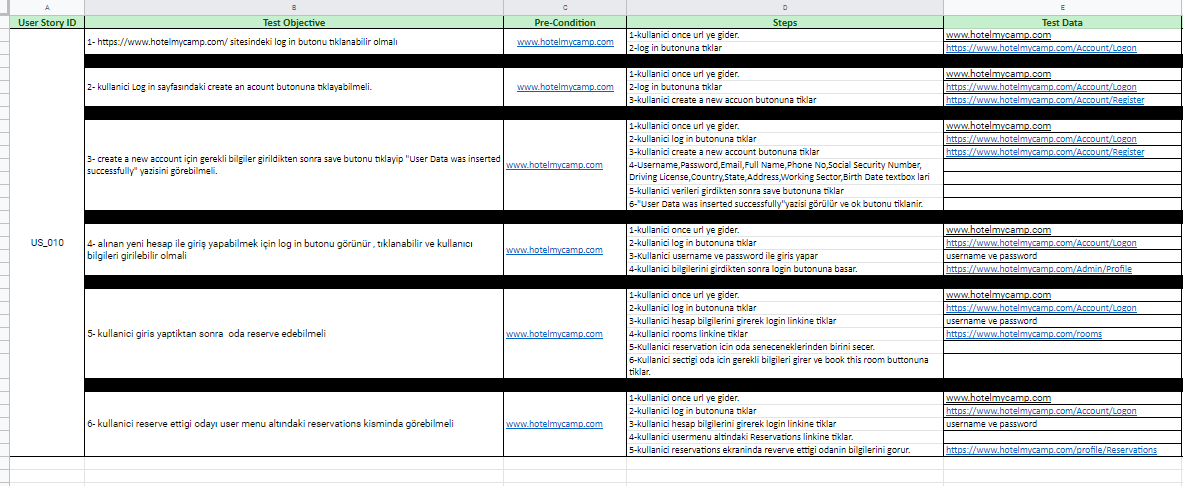 A B C D E
User Story ID Test Objective Pre-Condition Steps Test Data
US_010
1- https://www.hotelmycamp.com/ sitesindeki log in butonu tıklanabilir olmalı
www.hotelmycamp.com
1-kullanici once url ye gider.
www.hotelmycamp.com
2-log in butonuna tıklar
https://www.hotelmycamp.com/Account/Logon
2- kullanici Log in sayfasındaki create an acount butonuna tıklayabilmeli.
www.hotelmycamp.com
1-kullanici once url ye gider.
www.hotelmycamp.com
2-log in butonuna tıklar
https://www.hotelmycamp.com/Account/Logon
3-kullanici create a new accuon butonuna tiklar
https://www.hotelmycamp.com/Account/Register
3- create a new account için gerekli bilgiler girildikten sonra save butonu tıklayip "User Data was inserted
successfully" yazisini görebilmeli.
www.hotelmycamp.com
1-kullanici once url ye gider.
www.hotelmycamp.com
2-kullanici log in butonuna tıklar
https://www.hotelmycamp.com/Account/Logon
3-kullanici create a new account butonuna tiklar
https://www.hotelmycamp.com/Account/Register
4-Username,Password,Email,Full Name,Phone No,Social Security Number,
Driving License,Country,State,Address,Working Sector,Birth Date textbox lari
5-kullanici verileri girdikten sonra save butonuna tiklar
6-"User Data was inserted successfully"yazisi görülür ve ok butonu tiklanir.
4- alınan yeni hesap ile giriş yapabilmek için log in butonu görünür , tıklanabilir ve kullanıcı
bilgileri girilebilir olmali
www.hotelmycamp.com
1-kullanici once url ye gider.
www.hotelmycamp.com
2-kullanici log in butonuna tıklar
https://www.hotelmycamp.com/Account/Logon
3-Kullanici username and password ile giris yapar
username ve password
4-kullanici bilgilerini girdikten sonra login butonuna basar.
https://www.hotelmycamp.com/Admin/Profile
5- kullanici giris yaptiktan sonra oda reserve edebilmeli
www.hotelmycamp.com
1-kullanici once url ye gider.
www.hotelmycamp.com
2-kullanici log in butonuna tıklar
https://www.hotelmycamp.com/Account/Logon
3-kullanici hesap bilgilerini girerek login linkine tiklar
username ve password
4-kullanici rooms linkine tiklar
https://www.hotelmycamp.com/rooms
5-Kullanici reservation icin oda seneceneklerinden birini secer.
6-Kullanici sectigi oda icin gerekli bilgileri girer ve book this room buttonuna
tiklar.
6- kullanici reserve ettigi odayı user menu altındaki reservations kisminda görebilmeli
www.hotelmycamp.com
1-kullanici once url ye gider.
www.hotelmycamp.com
2-kullanici log in butonuna tıklar
https://www.hotelmycamp.com/Account/Logon
3-kullanici hesap bilgilerini girerek login linkine tiklar
username ve password
4-kullanici usermenu altindaki Reservations linkine tiklar.
5-kullanici reservations ekraninda reverve ettigi odanin bilgilerini gorur.
https://www.hotelmycamp.com/profile/Reservations